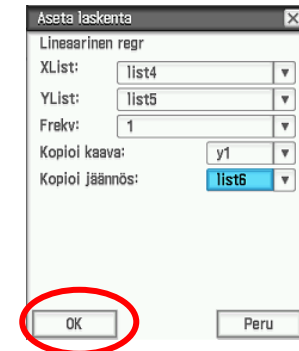 Aseta laskenta
Lineaarinen regr
XList: list4
YList: list5
Frekv: 1
Kopioi kaava: y1
Kopioi jäännös: list6
OK Peru